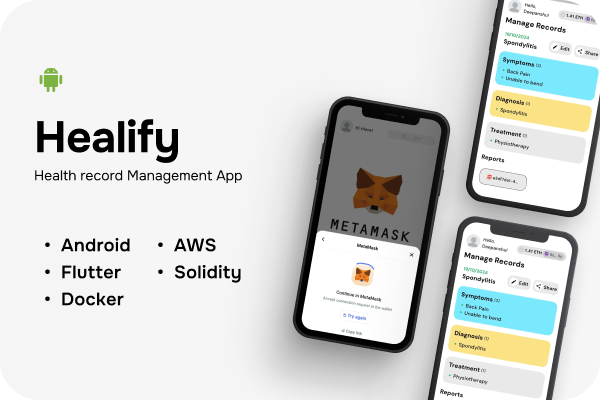 Healify
Health record Management App
• Android
• Flutter
• Docker
• AWS
• Solidity
METAMASK
MetaMask
Continue in MetaMask
Accept connection request in the wallet
Try again
Copy link
Hello,
Deepanshu!
1.41 ETH
Manage Records
19/10/2024
Spondylitis
Edit
Share
Symptoms (2)
• Back Pain
• Unable to bend
Diagnosis (1)
• Spondylitis
Treatment (1)
• Physiotherapy
Reports
Hello,
Deepanshu!
1.41 ETH
Manage Records
19/10/2024
Spondylitis
Edit
Share
Symptoms (2)
• Back Pain
• Unable to bend
Diagnosis (1)
• Spondylitis
Treatment (1)
• Physiotherapy
Reports